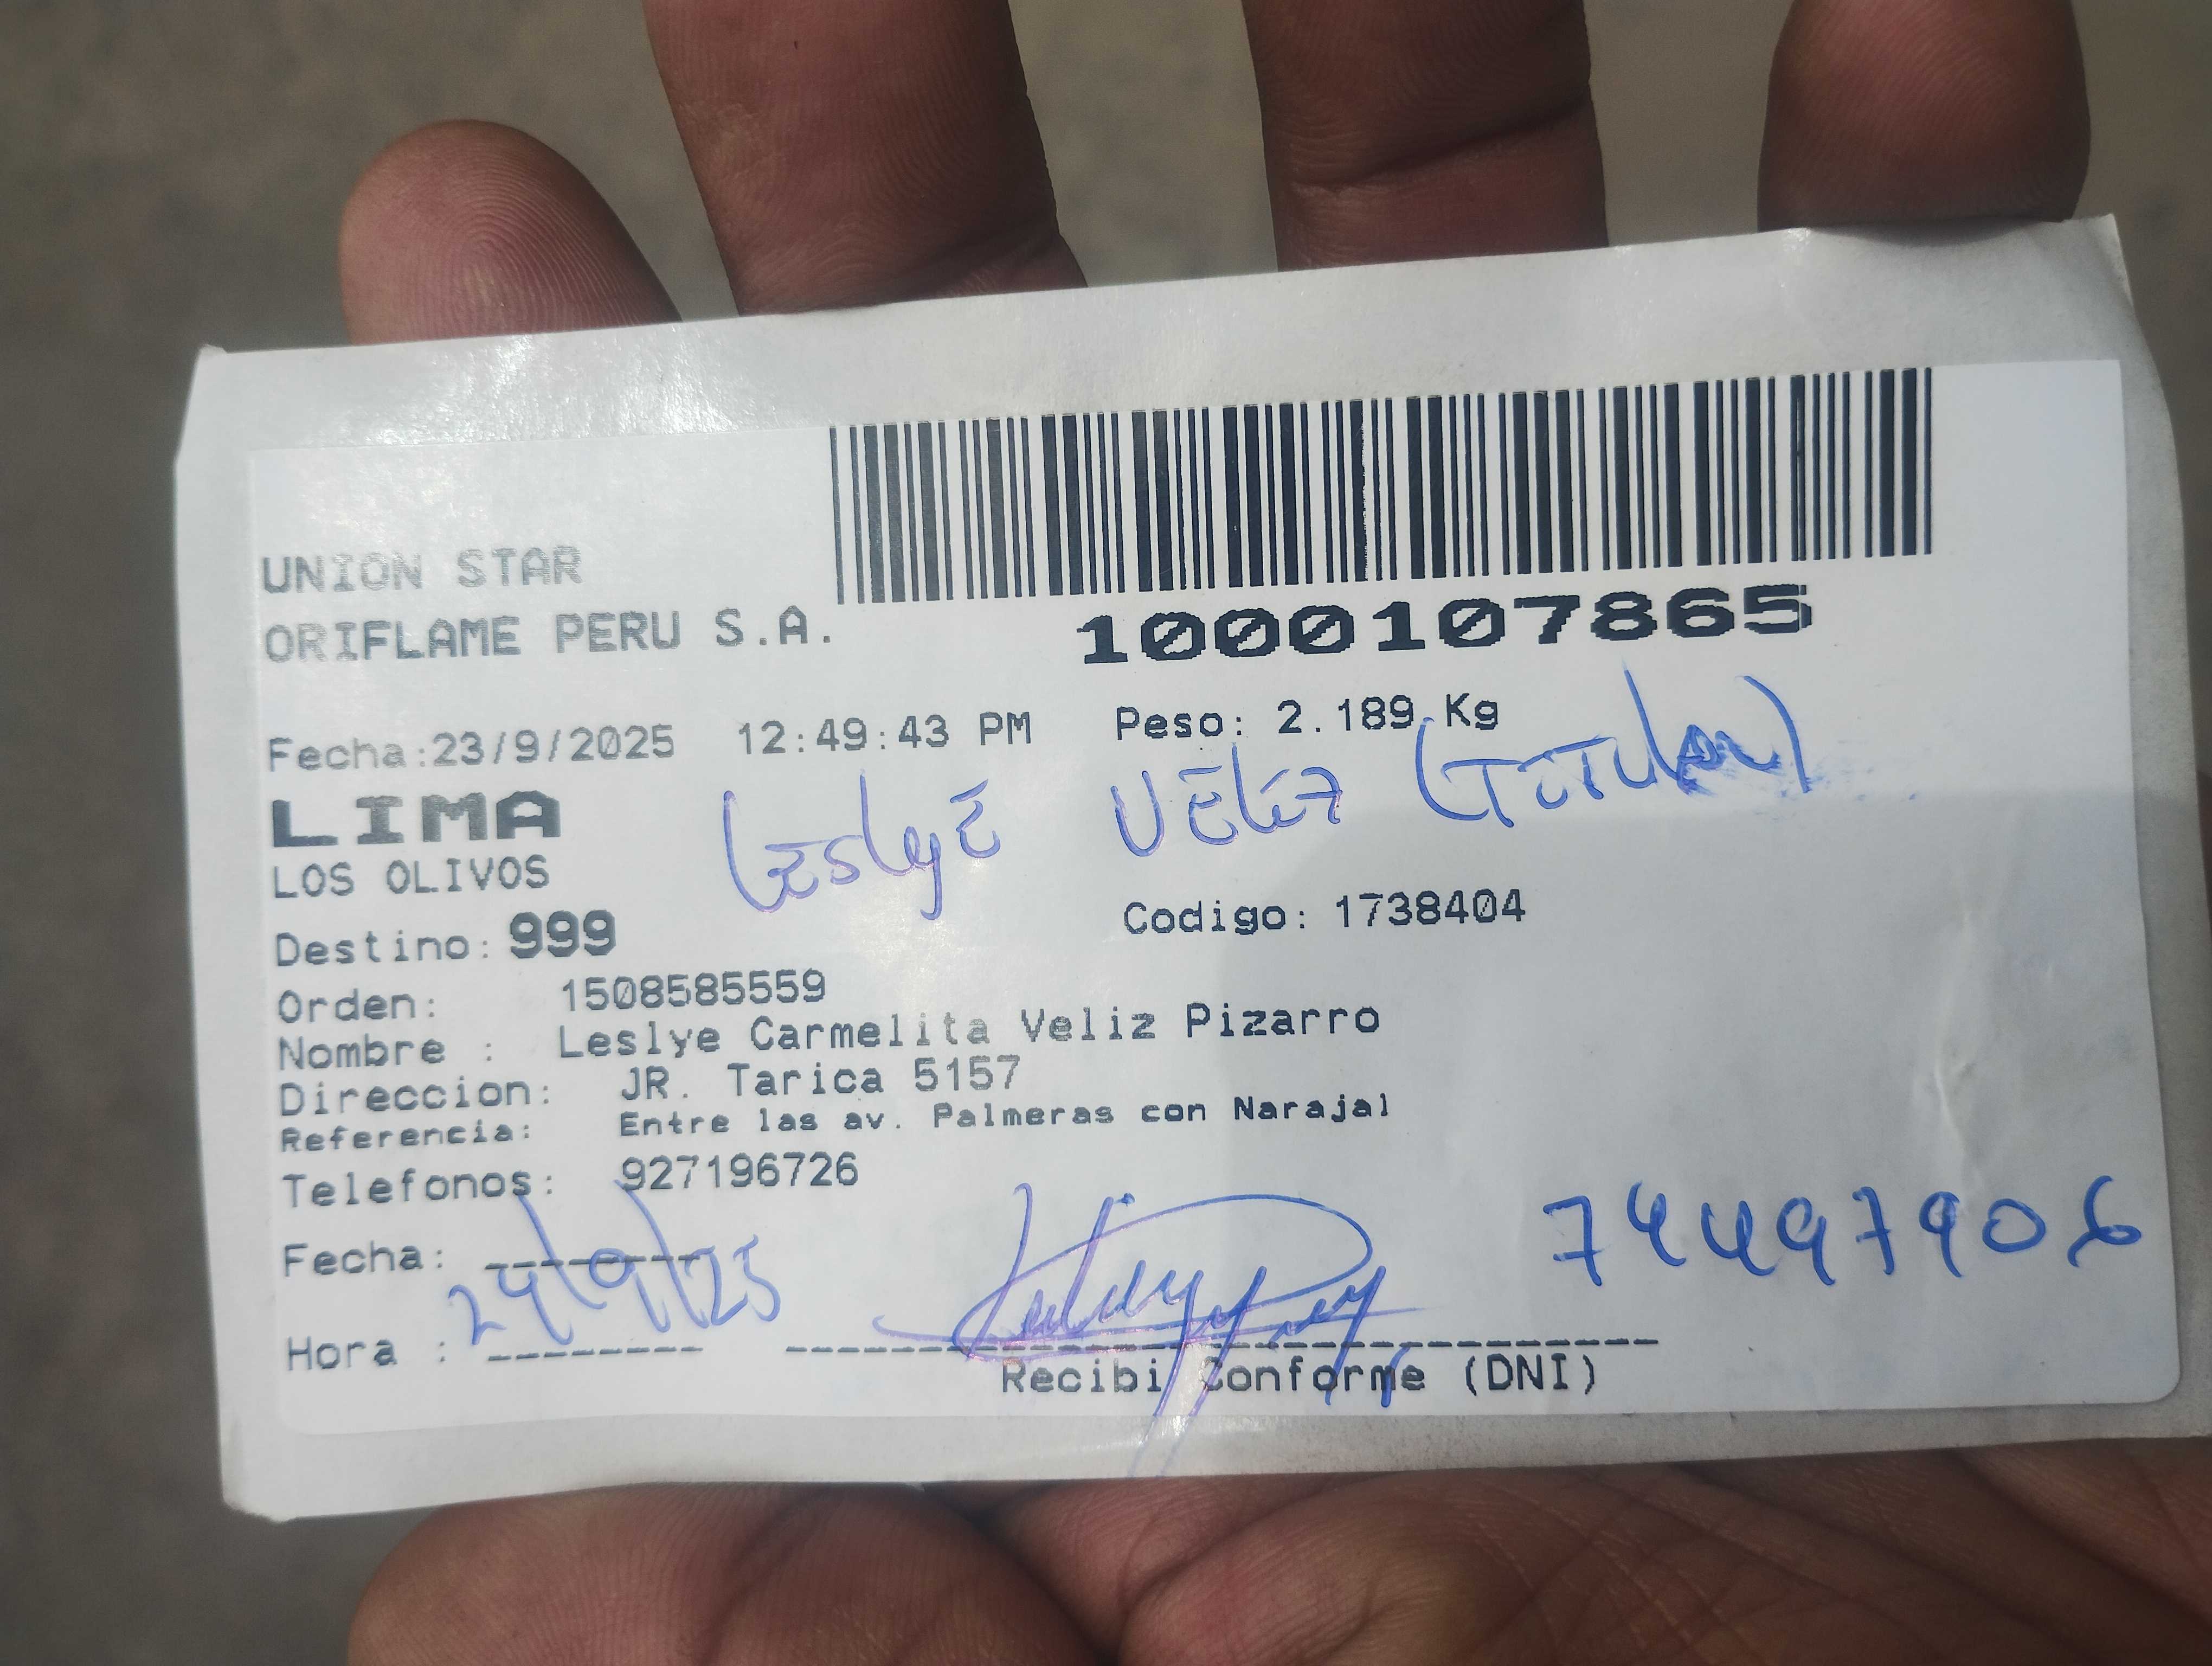 UNION STAR
ORIFLAME PERU S.A.
1000107865
Fecha:23/9/2025 12:49:43 PM Peso: 2.189 Kg
LIMA
Leslye Veliz (Titular)
LOS OLIVOS
Destino: 999 Codigo: 1738404
Orden: 1508585559
Nombre : Leslye Carmelita Veliz Pizarro
Direccion: JR. Tarica 5157
Referencia: Entre las av. Palmeras con Narajal
Telefonos: 927196726
Fecha: 24/9/25
74497906
Hora :
Recibi Conforme (DNI)